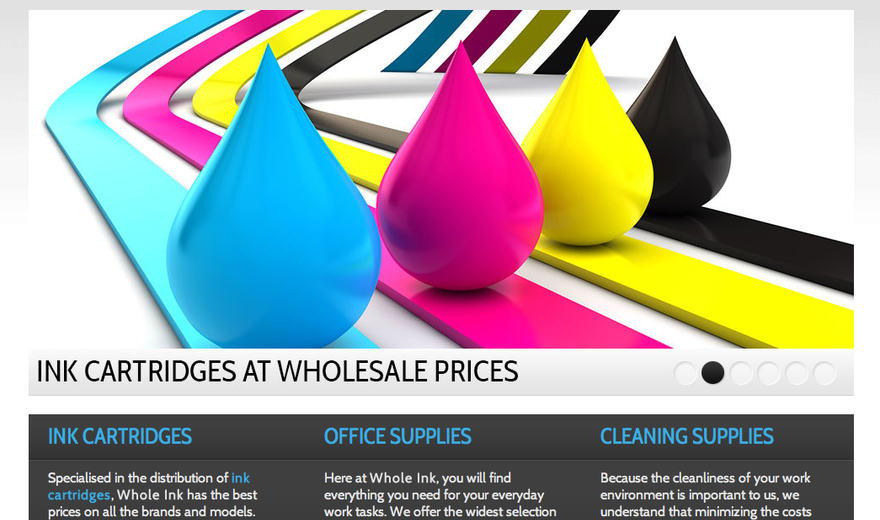 INK CARTRIDGES AT WHOLESALE PRICES
INK CARTRIDGES
Specialised in the distribution of ink
cartridges, Whole Ink has the best
prices on all the brands and models.
OFFICE SUPPLIES
Here at Whole Ink, you will find
everything you need for your everyday
work tasks. We offer the widest selection
CLEANING SUPPLIES
Because the cleanliness of your work
environment is important to us, we
understand that minimizing the costs